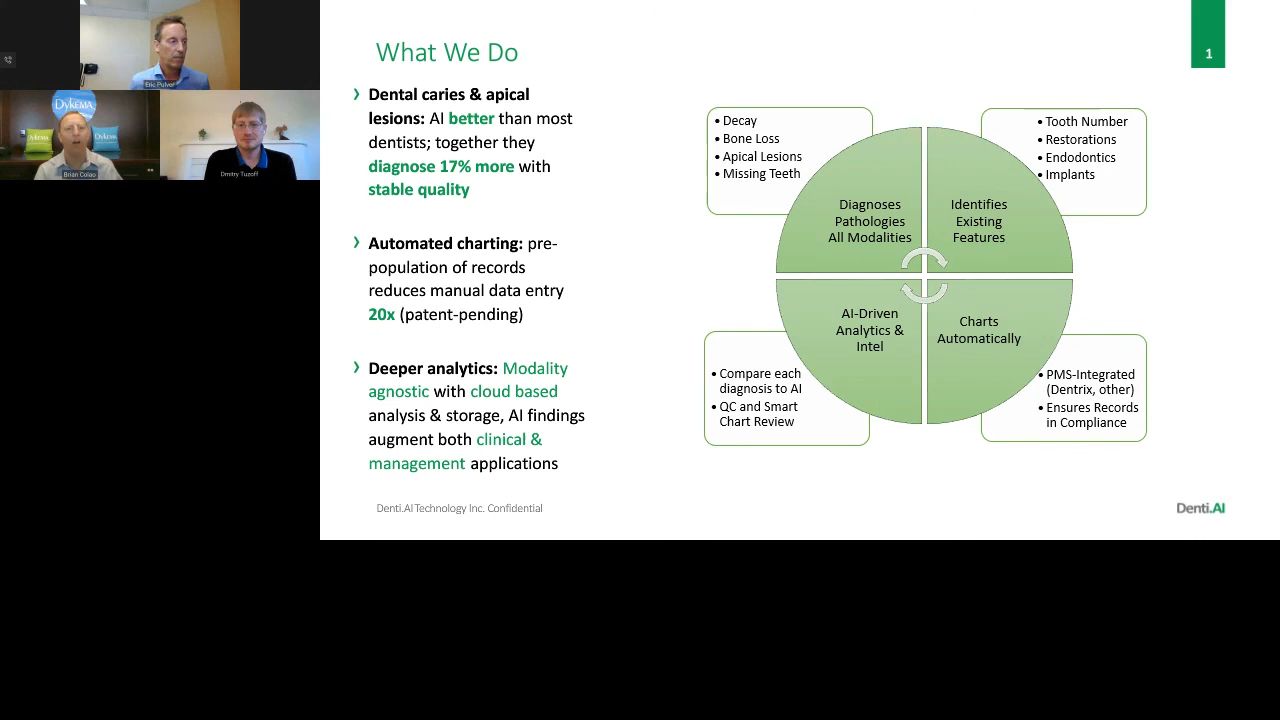 Eric Pulver
DYKEMA
Brian Colao
Dmitry Tuzoff
What We Do
1
Dental caries & apical
lesions: AI better than most
dentists; together they
diagnose 17% more with
stable quality
Automated charting: pre-
population of records
reduces manual data entry
20x (patent-pending)
Deeper analytics: Modality
agnostic with cloud based
analysis & storage, AI findings
augment both clinical &
management applications
• Decay
• Bone Loss
• Apical Lesions
• Missing Teeth
• Tooth Number
• Restorations
• Endodontics
• Implants
Diagnoses
Pathologies
All Modalities
Identifies
Existing
Features
AI-Driven
Analytics &
Intel
Charts
Automatically
• Compare each
diagnosis to AI
• QC and Smart
Chart Review
• PMS-Integrated
(Dentrix, other)
• Ensures Records
in Compliance
Denti.AI Technology Inc. Confidential
Denti.AI